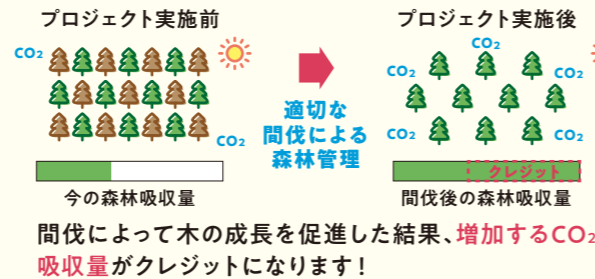 プロジェクト実施前
プロジェクト実施後
CO₂
CO₂
CO₂
CO₂
CO₂
CO₂
CO₂
適切な
間伐による
森林管理
クレジット
今の森林吸収量
間伐後の森林吸収量
間伐によって木の成長を促進した結果、増加するCO₂
吸収量がクレジットになります！